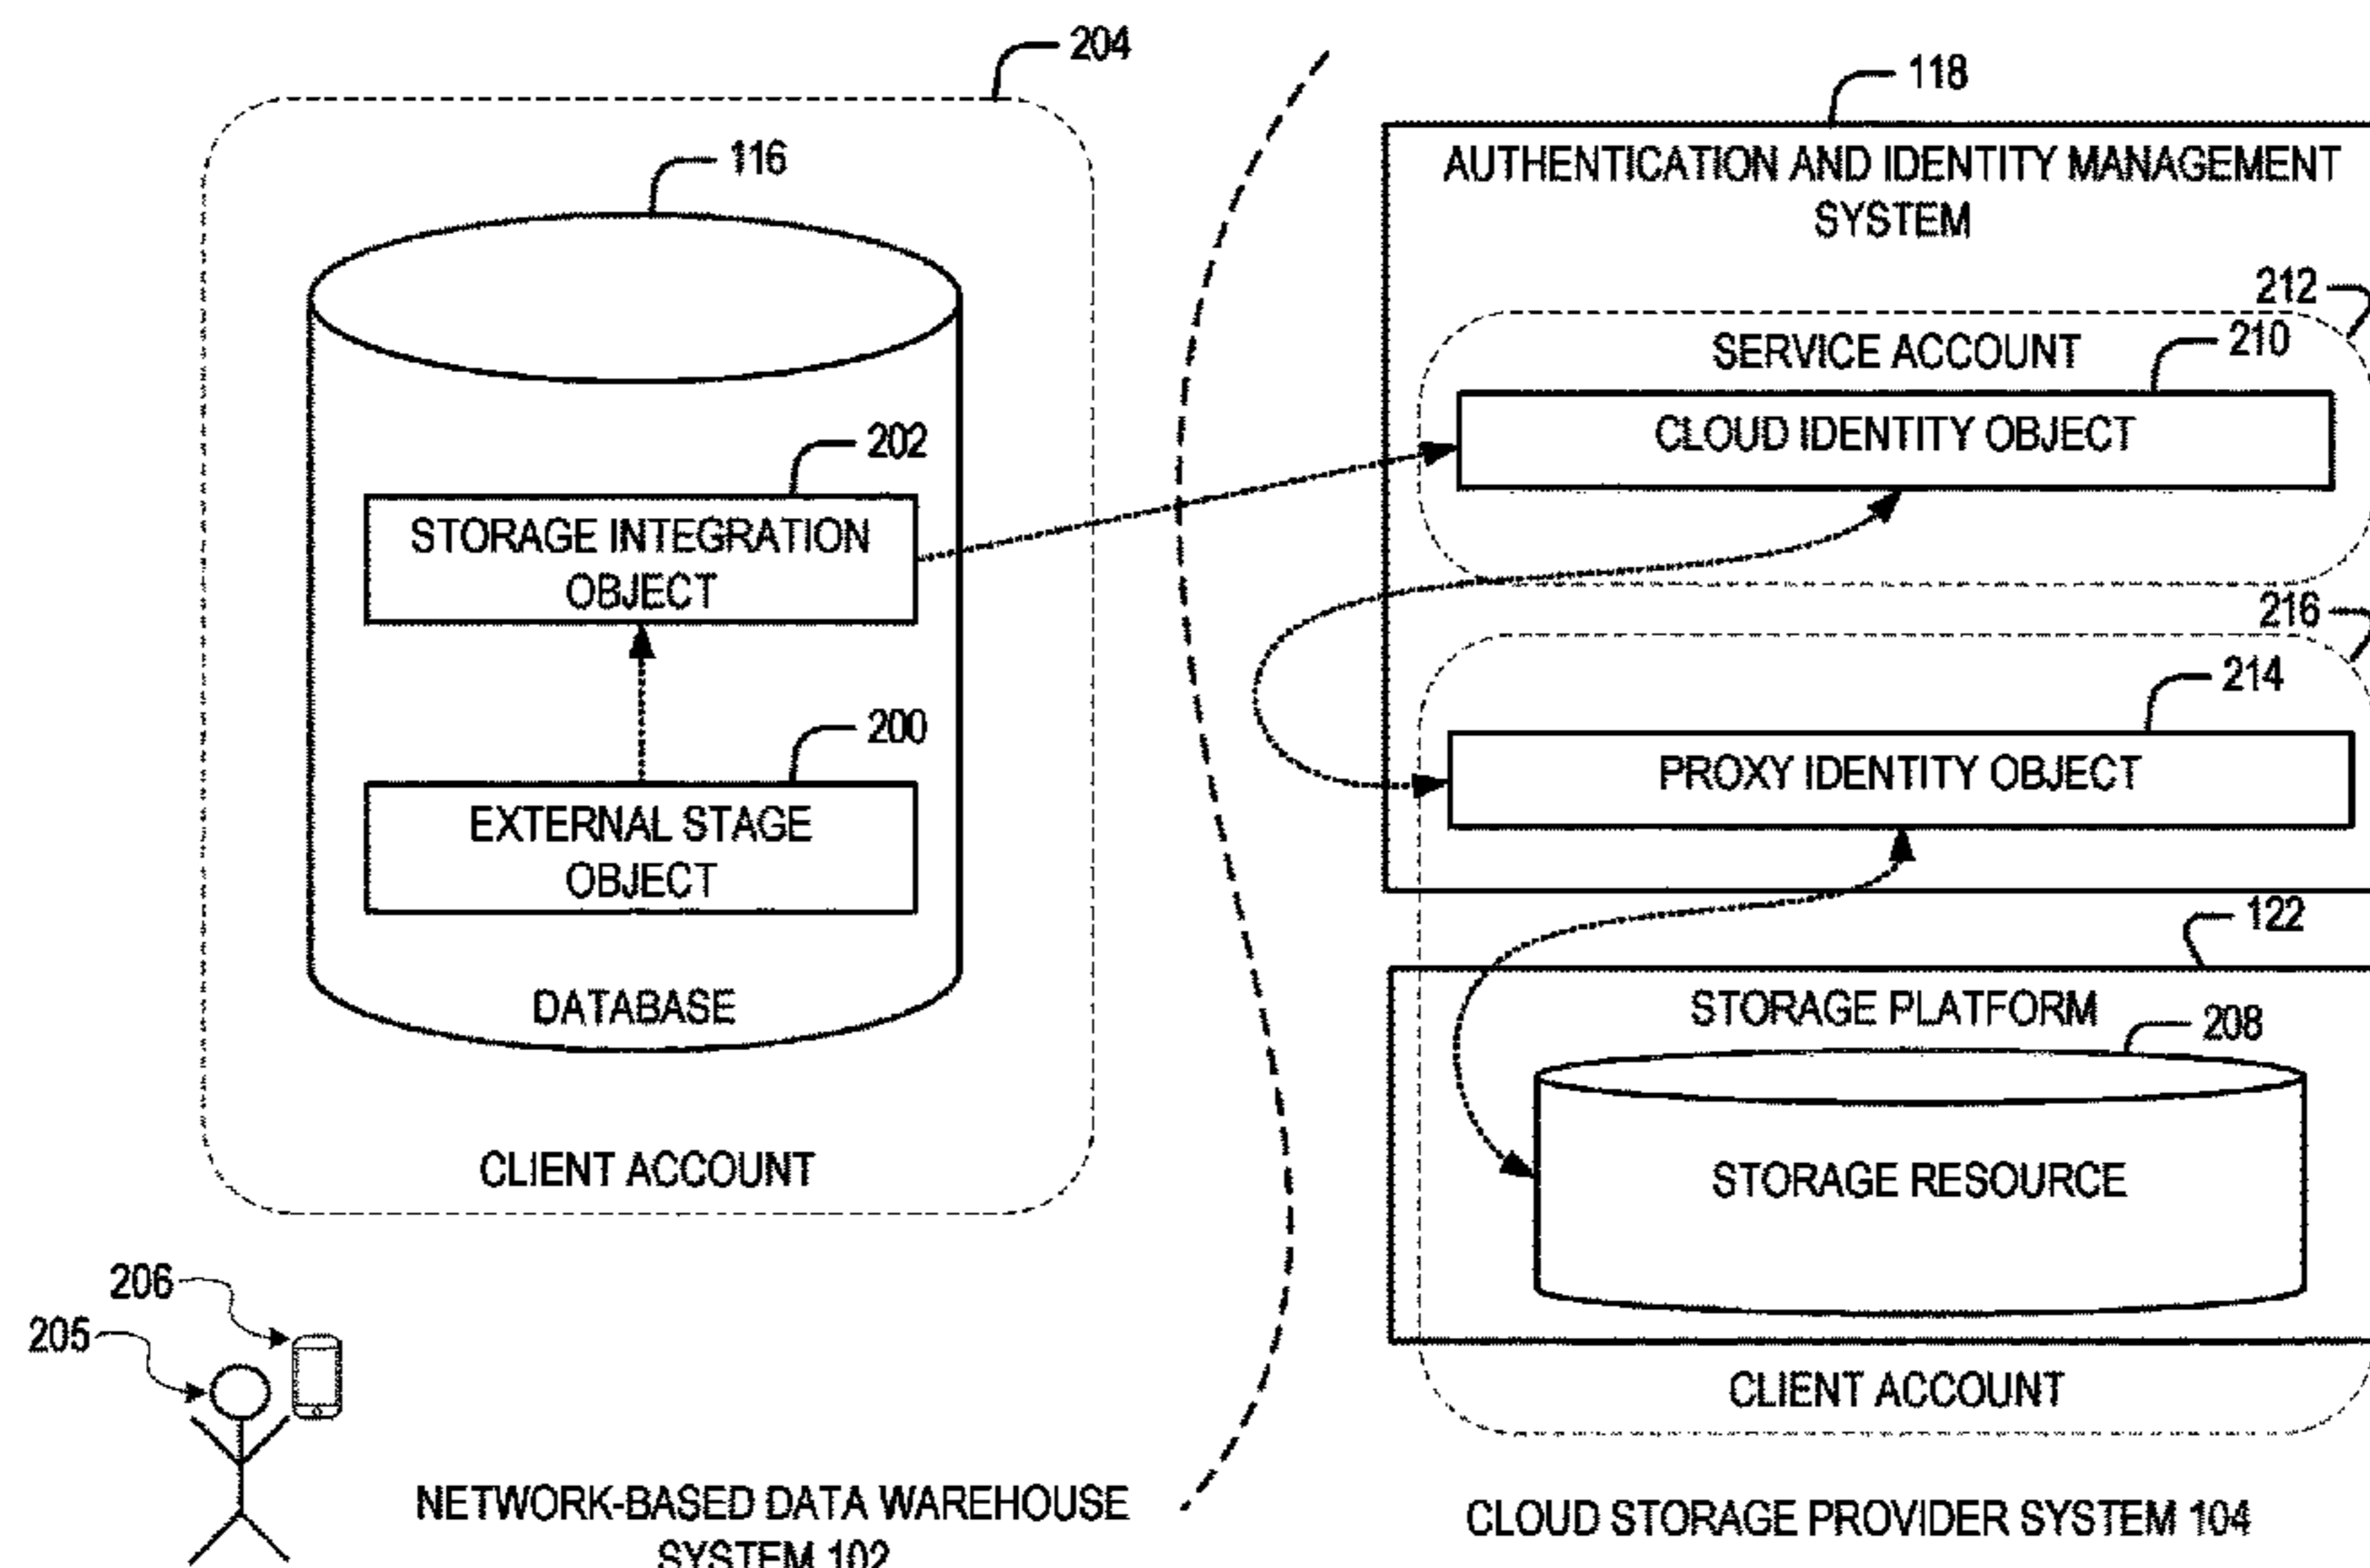 204
116
202
STORAGE INTEGRATION
OBJECT
200
EXTERNAL STAGE
OBJECT
DATABASE
CLIENT ACCOUNT
206
205
NETWORK-BASED DATA WAREHOUSE
SYSTEM 102
118
AUTHENTICATION AND IDENTITY MANAGEMENT
SYSTEM
212
SERVICE ACCOUNT
210
CLOUD IDENTITY OBJECT
216
214
PROXY IDENTITY OBJECT
122
STORAGE PLATFORM
208
STORAGE RESOURCE
CLIENT ACCOUNT
CLOUD STORAGE PROVIDER SYSTEM 104